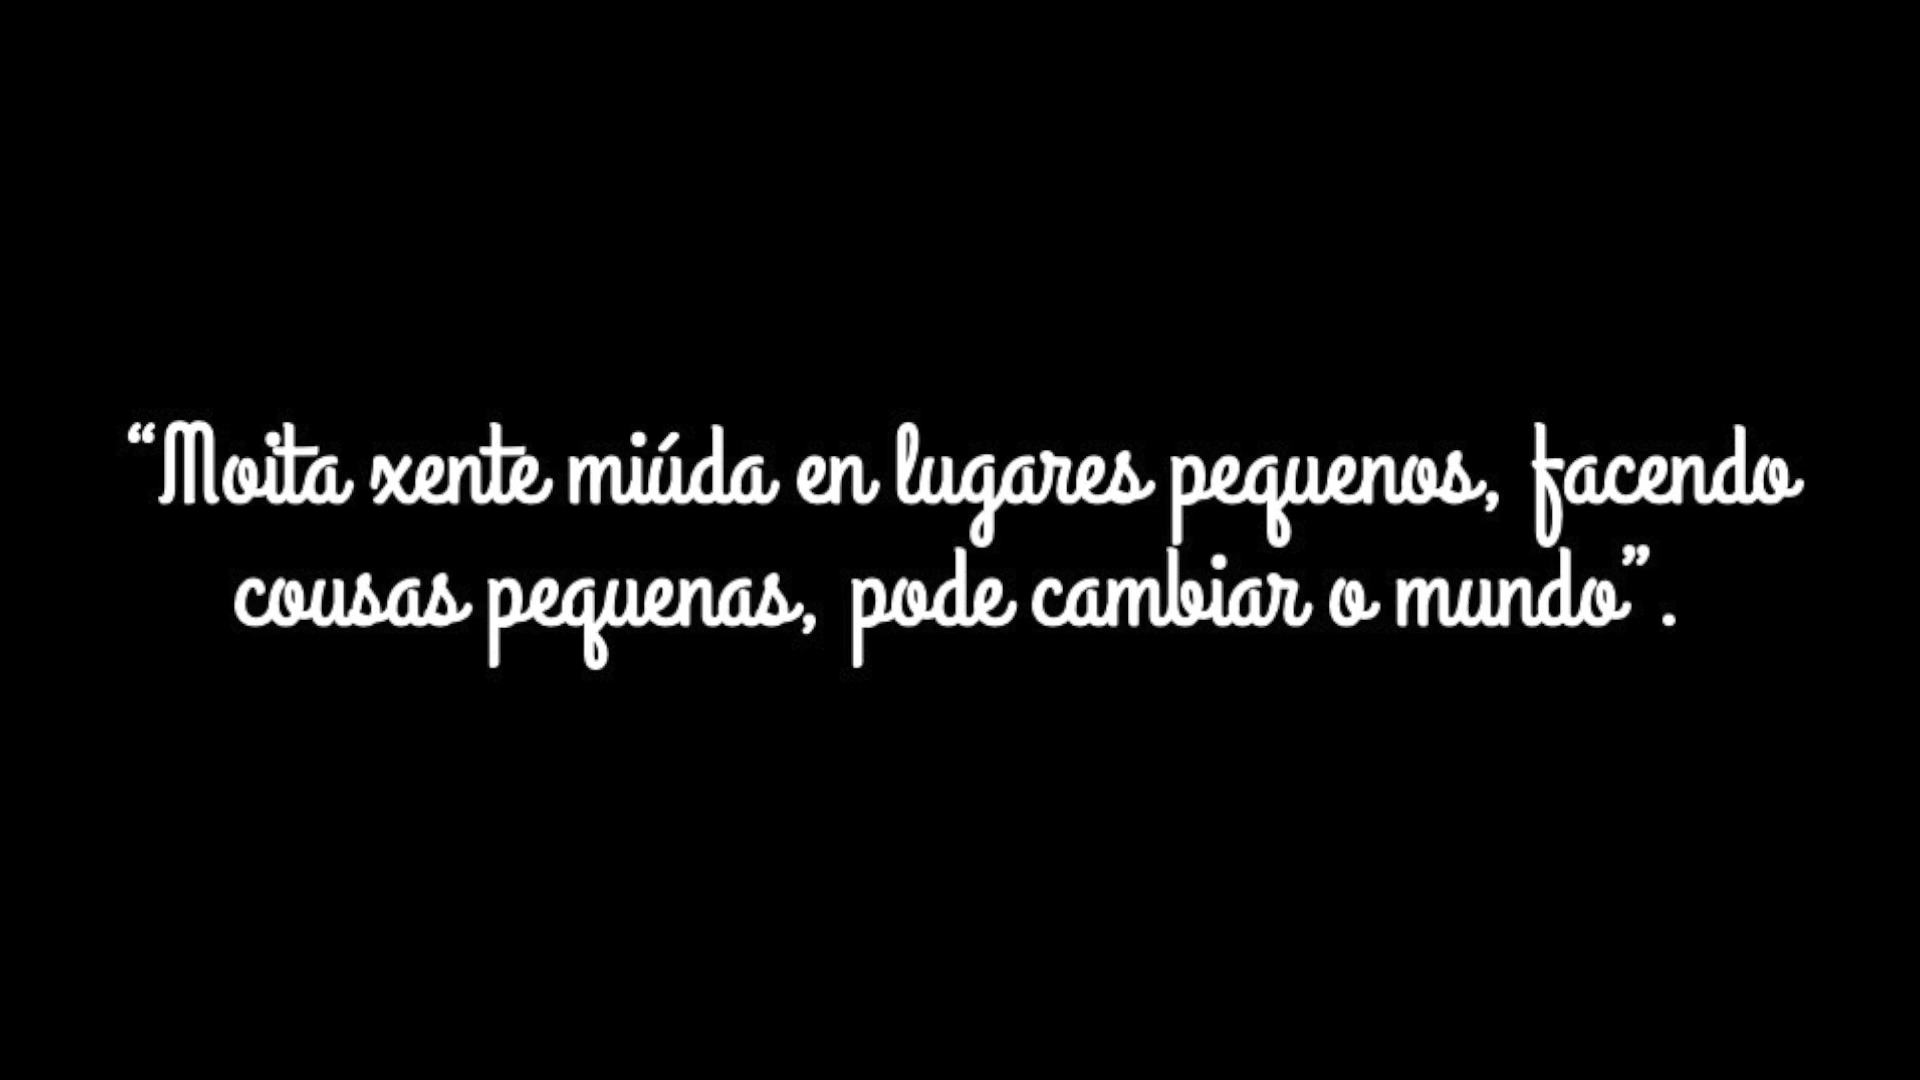 “Moita xente miúda en lugares pequenos, facendo
cousas pequenas, pode cambiar o mundo”.